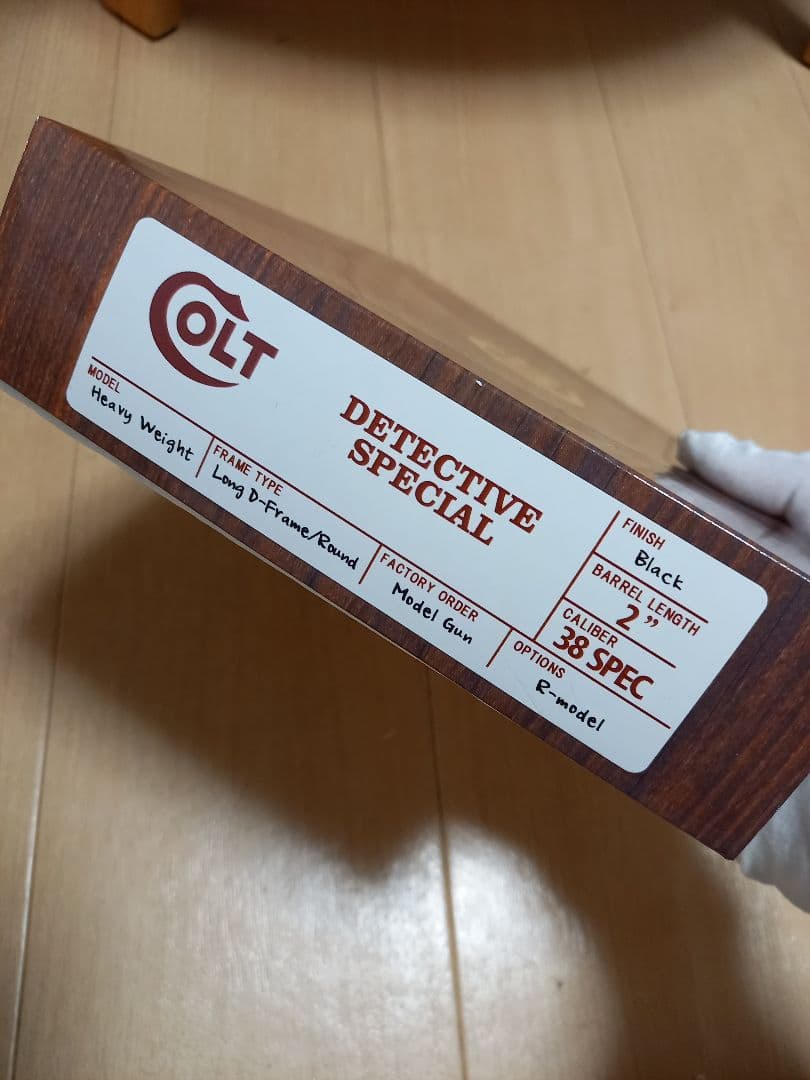 COLT
DETECTIVE
SPECIAL
MODEL
Heavy Weight
FRAME TYPE
Long D-Frame/Round
FACTORY ORDER
Model Gun
FINISH
Black
BARREL LENGTH
2"
CALIBER
38 SPEC
OPTIONS
R-model